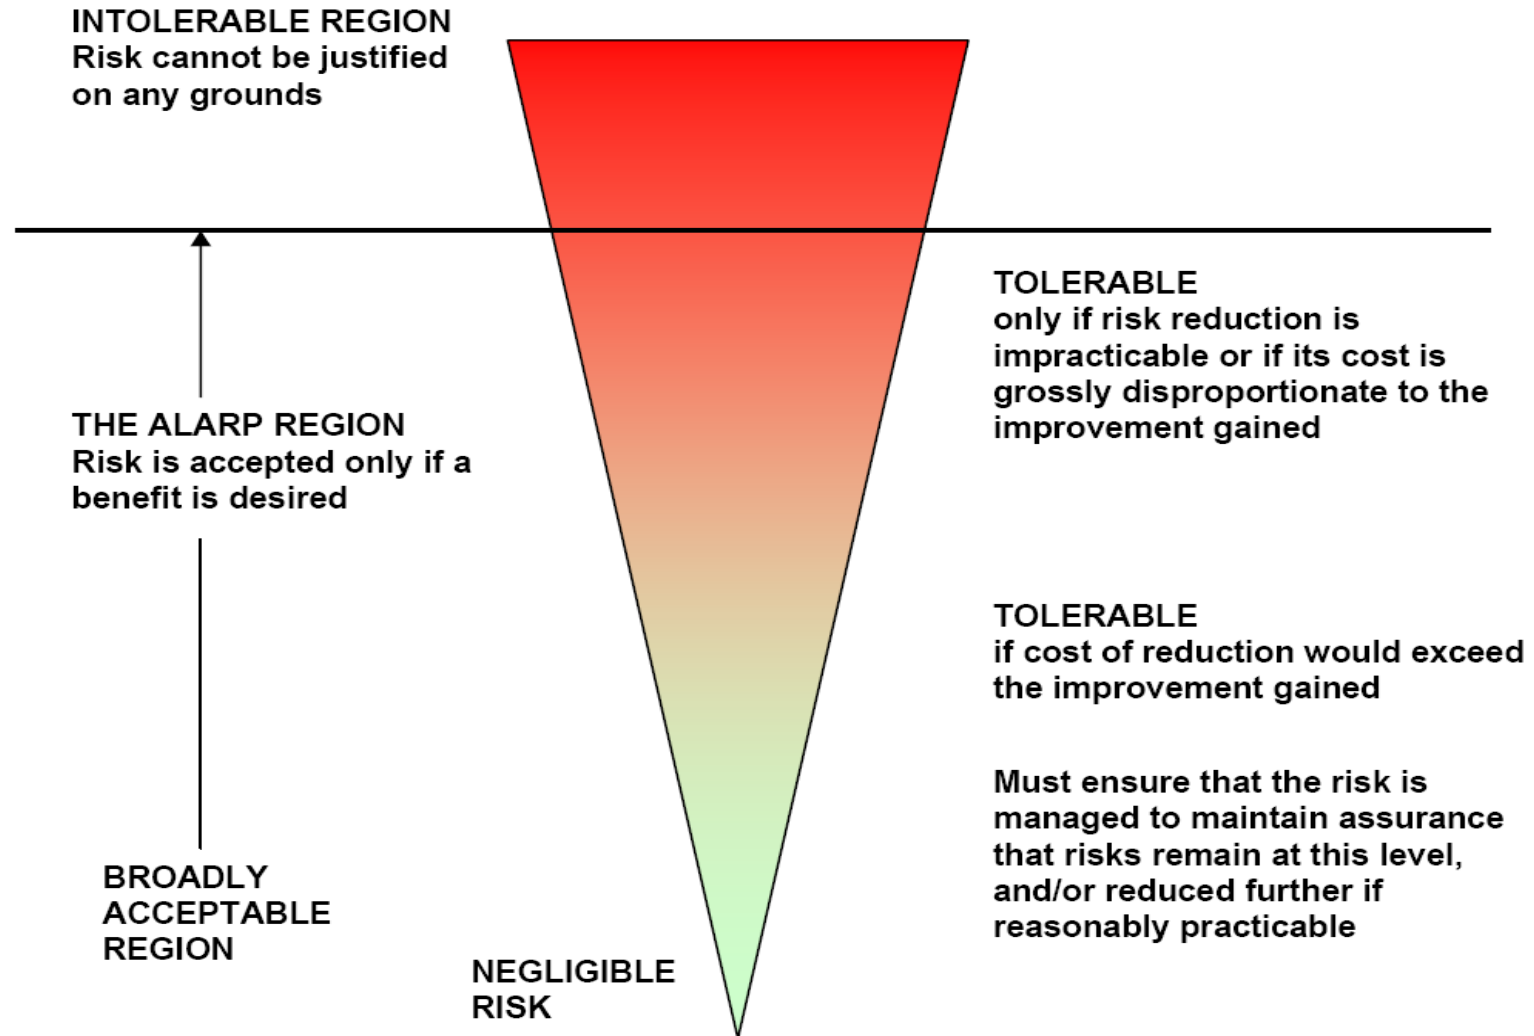 INTOLERABLE REGION
Risk cannot be justified
on any grounds
TOLERABLE
only if risk reduction is
impracticable or if its cost is
grossly disproportionate to the
improvement gained
THE ALARP REGION
Risk is accepted only if a
benefit is desired
TOLERABLE
if cost of reduction would exceed
the improvement gained
Must ensure that the risk is
managed to maintain assurance
that risks remain at this level,
and/or reduced further if
reasonably practicable
BROADLY
ACCEPTABLE
REGION
NEGLIGIBLE
RISK